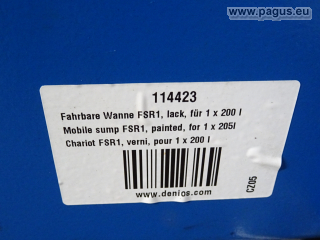 www.pagus.eu
114423
Fahrbare Wanne FSR1, lack, für 1 x 200 l
Mobile sump FSR1, painted, for 1 x 205l
Chariot FSR1, verni, pour 1 x 200 l
www.denios.com
CZ05